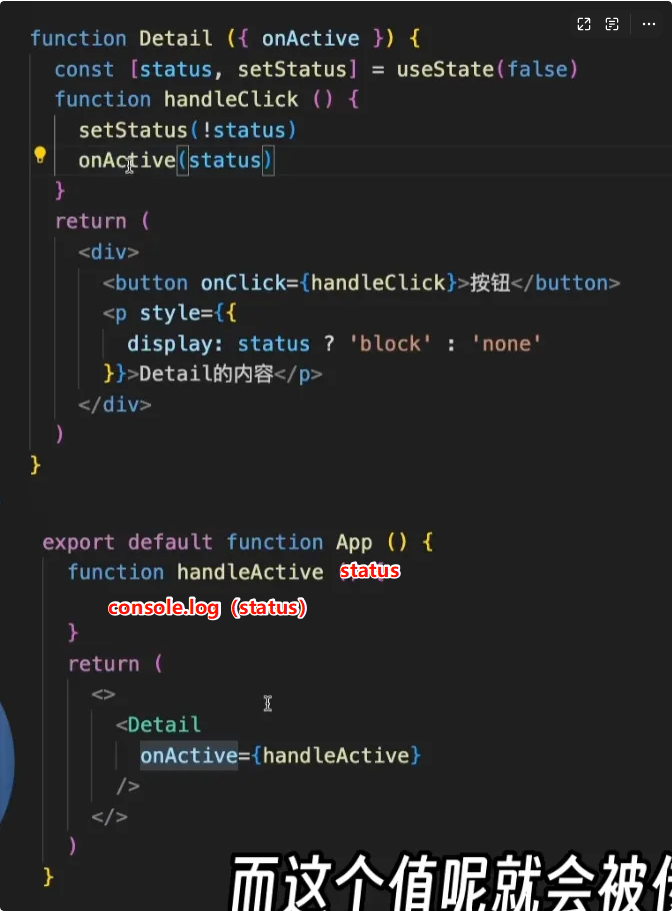 function Detail ({ onActive }) {
const [status, setStatus] = useState(false)
function handleClick () {
setStatus(!status)
onActive(status)
}
return (
<div>
<button onClick={handleClick}>按钮</button>
<p style={{
display: status ? 'block' : 'none'
}}>Detail的内容</p>
</div>
)
}
export default function App () {
function handleActive status
console.log（status）
}
return (
<>
<Detail
onActive={handleActive}
/>
</>
)
}
而这个值呢就会被